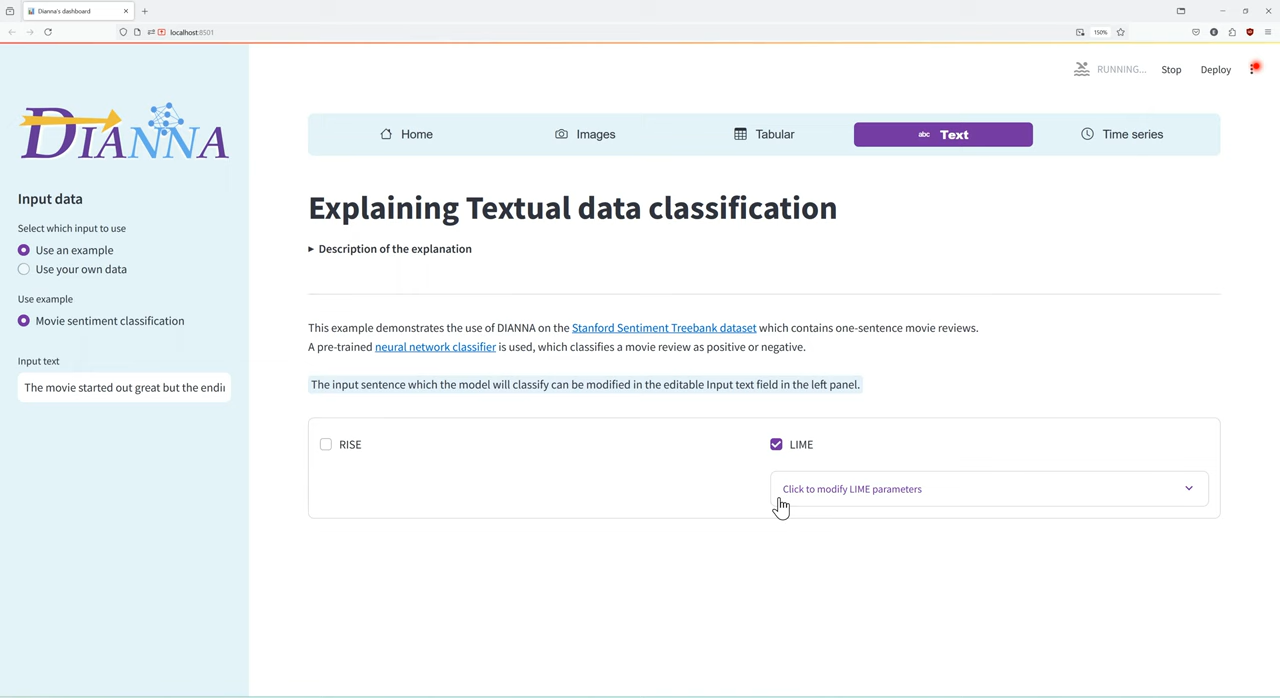 Dianna's dashboard
localhost:8501
150%
RUNNING...
Stop
Deploy
DIANNA
Home
Images
Tabular
abc Text
Time series
Input data
Select which input to use
Use an example
Use your own data
Use example
Movie sentiment classification
Input text
The movie started out great but the endin
Explaining Textual data classification
Description of the explanation
This example demonstrates the use of DIANNA on the Stanford Sentiment Treebank dataset which contains one-sentence movie reviews.
A pre-trained neural network classifier is used, which classifies a movie review as positive or negative.
The input sentence which the model will classify can be modified in the editable Input text field in the left panel.
RISE
LIME
Click to modify LIME parameters